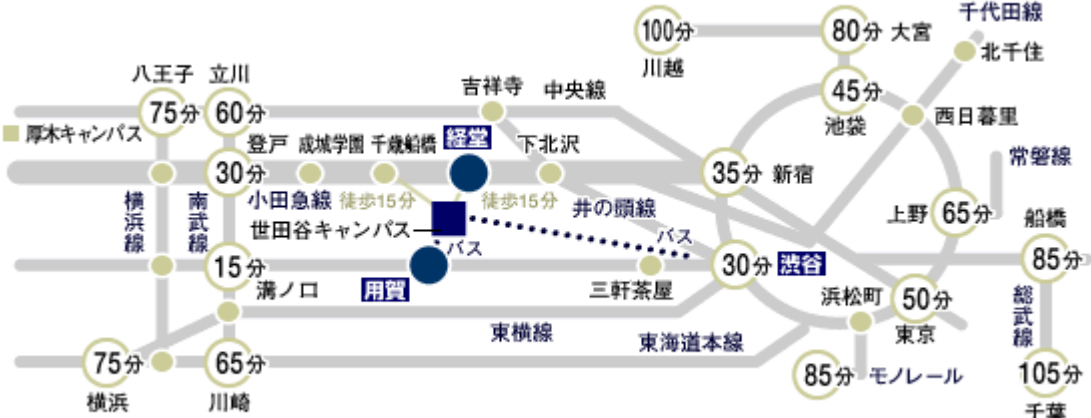 千代田線
100分
80分 大宮
北千住
川越
八王子
立川
吉祥寺
中央線
45分
75分
60分
池袋
西日暮里
厚木キャンパス
登戸
成城学園
千歳船橋
経堂
下北沢
常磐線
30分
35分 新宿
横浜線
南武線
小田急線
徒歩15分
徒歩15分
井の頭線
上野 65分
船橋
世田谷キャンパス
バス
バス
15分
30分 渋谷
85分
溝ノ口
用賀
三軒茶屋
浜松町
50分
総武線
東横線
東海道本線
東京
75分
65分
85分 モノレール
105分
横浜
川崎
千葉